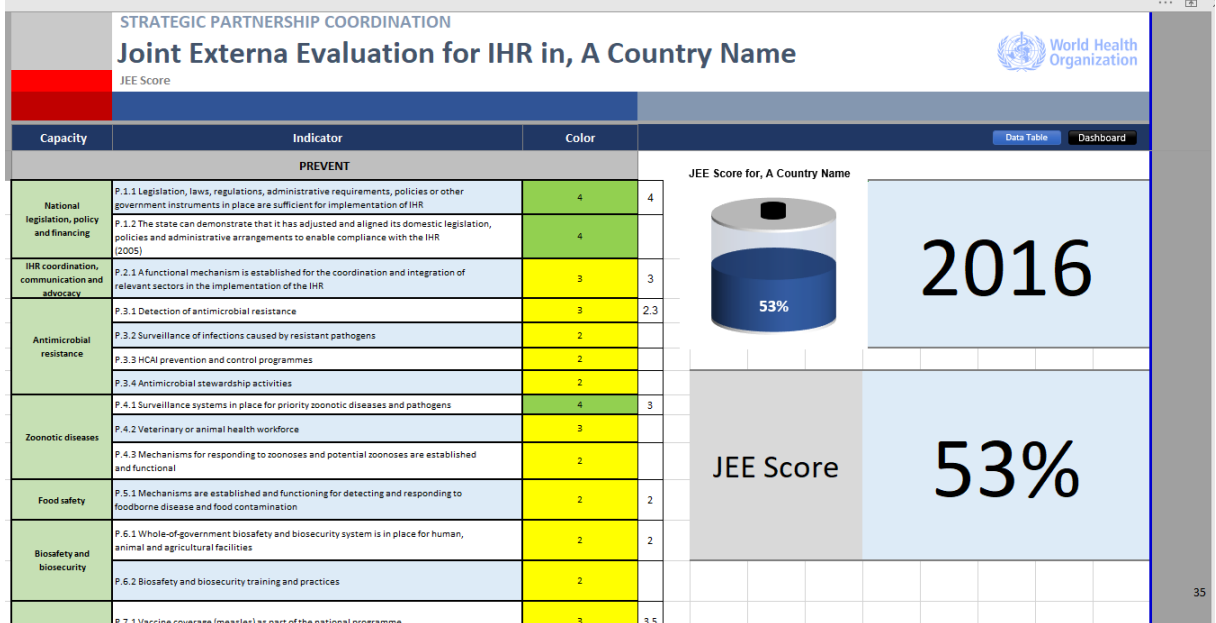 STRATEGIC PARTNERSHIP COORDINATION
Joint Externa Evaluation for IHR in, A Country Name
JEE Score
World Health
Organization
Capacity
Indicator
Color
Data Table
Dashboard
PREVENT
JEE Score for, A Country Name
National
legislation, policy
and financing
P.1.1 Legislation, laws, regulations, administrative requirements, policies or other
government instruments in place are sufficient for implementation of IHR
4
4
P.1.2 The state can demonstrate that it has adjusted and aligned its domestic legislation,
policies and administrative arrangements to enable compliance with the IHR
(2005)
4
IHR coordination,
communication and
advocacy
P.2.1 A functional mechanism is established for the coordination and integration of
relevant sectors in the implementation of the IHR
3
3
Antimicrobial
resistance
P.3.1 Detection of antimicrobial resistance
3
2.3
P.3.2 Surveillance of infections caused by resistant pathogens
2
P.3.3 HCAI prevention and control programmes
2
P.3.4 Antimicrobial stewardship activities
2
Zoonotic diseases
P.4.1 Surveillance systems in place for priority zoonotic diseases and pathogens
4
3
P.4.2 Veterinary or animal health workforce
3
P.4.3 Mechanisms for responding to zoonoses and potential zoonoses are established
and functional
2
Food safety
P.5.1 Mechanisms are established and functioning for detecting and responding to
foodborne disease and food contamination
2
2
Biosafety and
biosecurity
P.6.1 Whole-of-government biosafety and biosecurity system is in place for human,
animal and agricultural facilities
2
2
P.6.2 Biosafety and biosecurity training and practices
2
P.7.1 Vaccine coverage (measles) as part of the national programme
3
3.5
53%
2016
JEE Score
53%
35